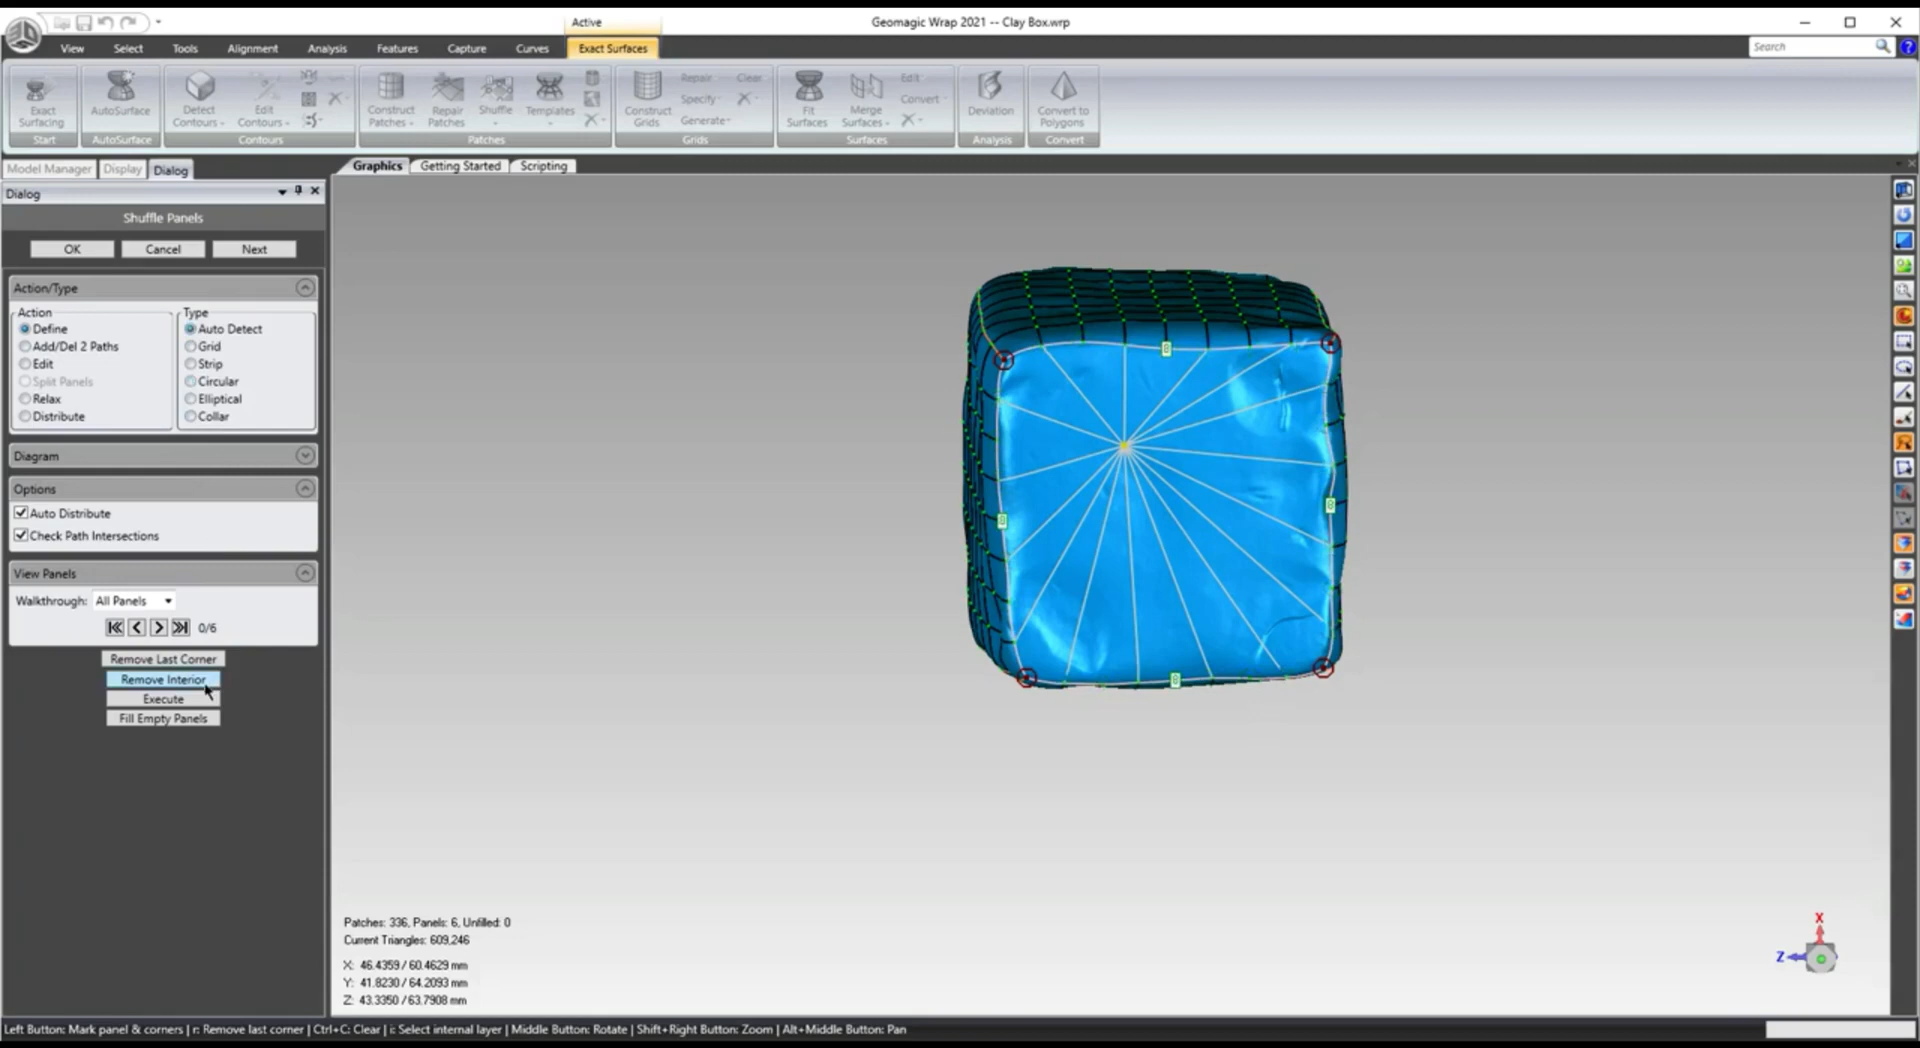 Active
Geomagic Wrap 2021 -- Clay Box.wrp
View Select Tools Alignment Analysis Features Capture Curves Exact Surfaces
Search
Exact Surfacing
Start
AutoSurface
AutoSurface
Detect Contours
Edit Contours
Contours
Construct Patches
Repair Patches
Shuffle
Templates
Patches
Construct Grids
Repair
Specify
Generate
Clear
Grids
Fit Surfaces
Merge Surfaces
Edit
Convert
Surfaces
Deviation
Analysis
Convert to Polygons
Convert
Model Manager Display Dialog
Graphics Getting Started Scripting
Dialog
Shuffle Panels
OK Cancel Next
Action/Type
Action Type
Define Auto Detect
Add/Del 2 Paths Grid
Edit Strip
Split Panels Circular
Relax Elliptical
Distribute Collar
Diagram
Options
Auto Distribute
Check Path Intersections
View Panels
Walkthrough: All Panels
0/6
Remove Last Corner
Remove Interior
Execute
Fill Empty Panels
8
8
8
8
Patches: 336, Panels: 6, Unfilled: 0
Current Triangles: 609,246
X: 46.4359 / 60.4629 mm
Y: 41.8230 / 64.2093 mm
Z: 43.3350 / 63.7908 mm
X
Z
Left Button: Mark panel & corners | r: Remove last corner | Ctrl+C: Clear | i: Select internal layer | Middle Button: Rotate | Shift+Right Button: Zoom | Alt+Middle Button: Pan